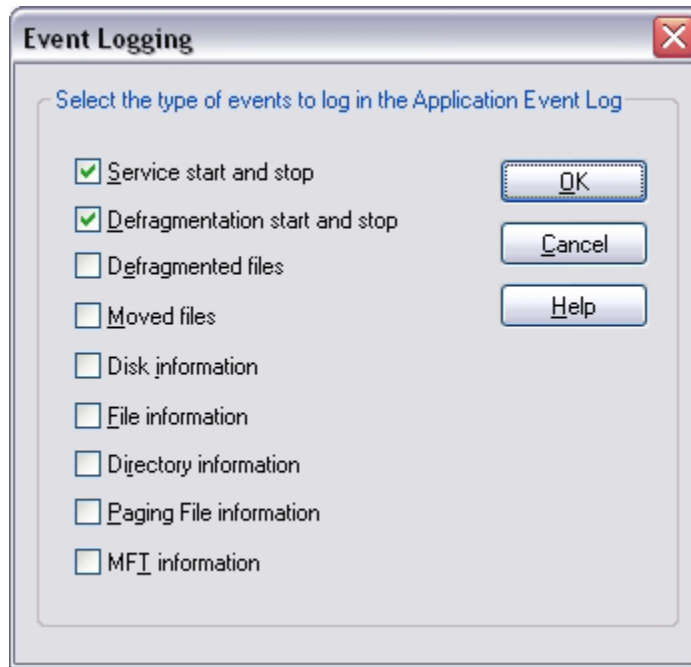 Event Logging
Select the type of events to log in the Application Event Log
Service start and stop
Defragmentation start and stop
Defragmented files
Moved files
Disk information
File information
Directory information
Paging File information
MFT information
OK
Cancel
Help